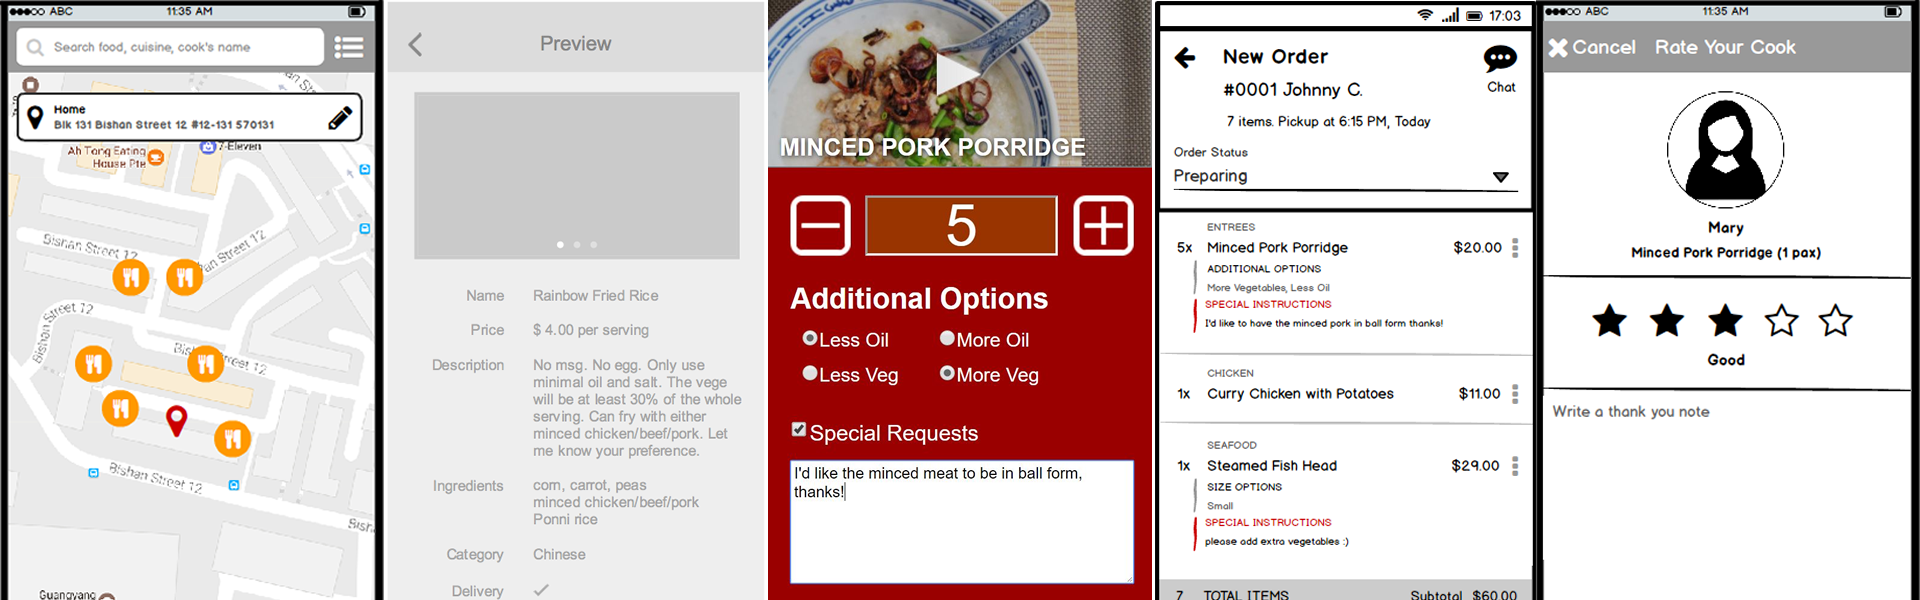 ABC 11:35 AM
Search food, cuisine, cook's name
Home
Blk 131 Bishan Street 12 #12-131 570131
Ah Tong Eating
House Pte
7-Eleven
Bishan Street 12
Bishan Street 12
Bishan Street 12
Bishan Street 12
Bishan Street 12
Bish
Guangyang
Preview
Name Rainbow Fried Rice
Price $ 4.00 per serving
Description No msg. No egg. Only use
minimal oil and salt. The vege
will be at least 30% of the whole
serving. Can fry with either
minced chicken/beef/pork. Let
me know your preference.
Ingredients corn, carrot, peas
minced chicken/beef/pork
Ponni rice
Category Chinese
Delivery
MINCED PORK PORRIDGE
5
Additional Options
Less Oil More Oil
Less Veg More Veg
Special Requests
I'd like the minced meat to be in ball form,
thanks!
17:03
New Order
#0001 Johnny C.
Chat
7 items. Pickup at 6:15 PM, Today
Order Status
Preparing
ENTREES
5x Minced Pork Porridge $20.00
ADDITIONAL OPTIONS
More Vegetables, Less Oil
SPECIAL INSTRUCTIONS
I'd like to have the minced pork in ball form thanks!
CHICKEN
1x Curry Chicken with Potatoes $11.00
SEAFOOD
1x Steamed Fish Head $29.00
SIZE OPTIONS
Small
SPECIAL INSTRUCTIONS
please add extra vegetables :)
7 TOTAL ITEMS Subtotal $60.00
ABC 11:35 AM
Cancel Rate Your Cook
Mary
Minced Pork Porridge (1 pax)
Good
Write a thank you note